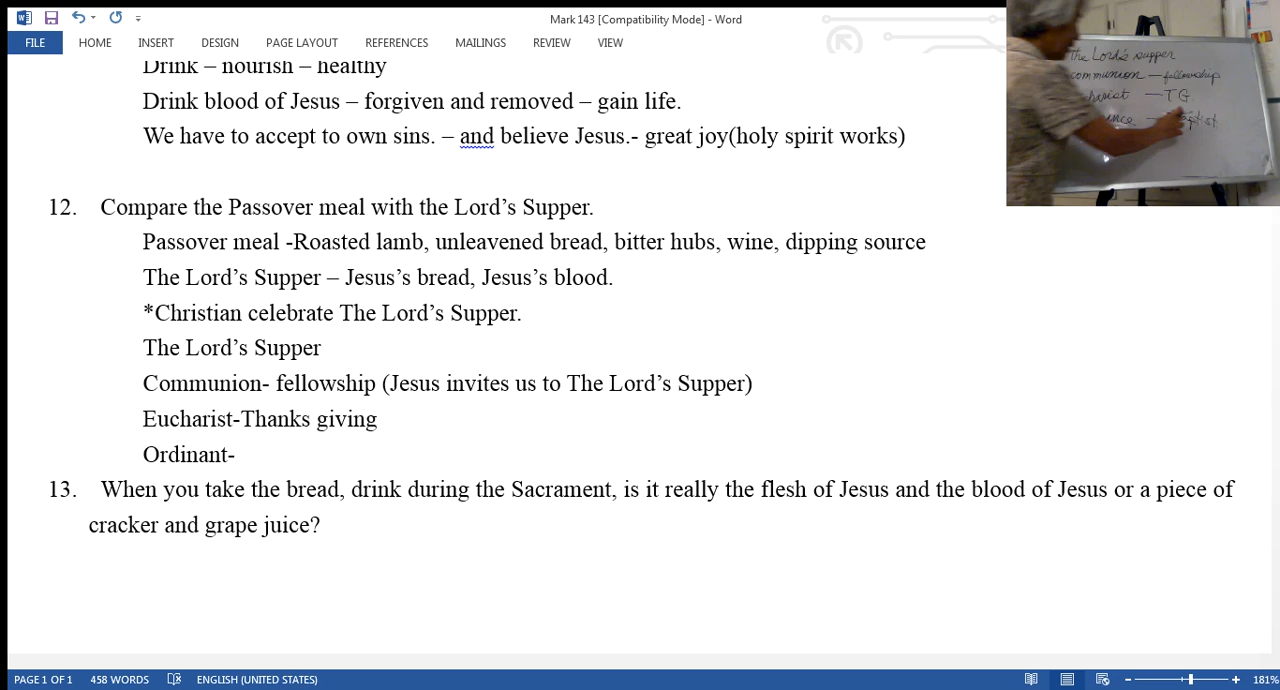 Mark 143 [Compatibility Mode] - Word
FILE HOME INSERT DESIGN PAGE LAYOUT REFERENCES MAILINGS REVIEW VIEW
Drink – nourish – healthy
Drink blood of Jesus – forgiven and removed – gain life.
We have to accept to own sins. – and believe Jesus.- great joy(holy spirit works)
12. Compare the Passover meal with the Lord’s Supper.
Passover meal -Roasted lamb, unleavened bread, bitter hubs, wine, dipping source
The Lord’s Supper – Jesus’s bread, Jesus’s blood.
*Christian celebrate The Lord’s Supper.
The Lord’s Supper
Communion- fellowship (Jesus invites us to The Lord’s Supper)
Eucharist-Thanks giving
Ordinant-
13. When you take the bread, drink during the Sacrament, is it really the flesh of Jesus and the blood of Jesus or a piece of
cracker and grape juice?
the Lord's supper
communion — fellowship
— TG
PAGE 1 OF 1 458 WORDS ENGLISH (UNITED STATES) 181%